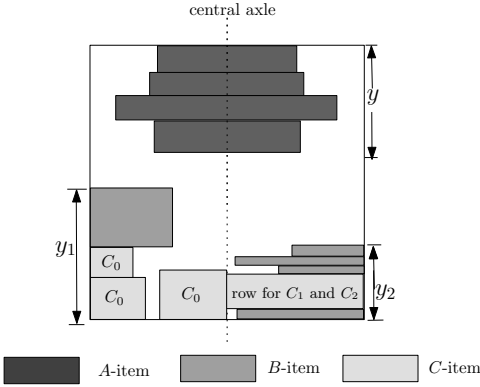 central axle
y
y₁
C₀
C₀
C₀
row for C₁ and C₂
y₂
A-item
B-item
C-item